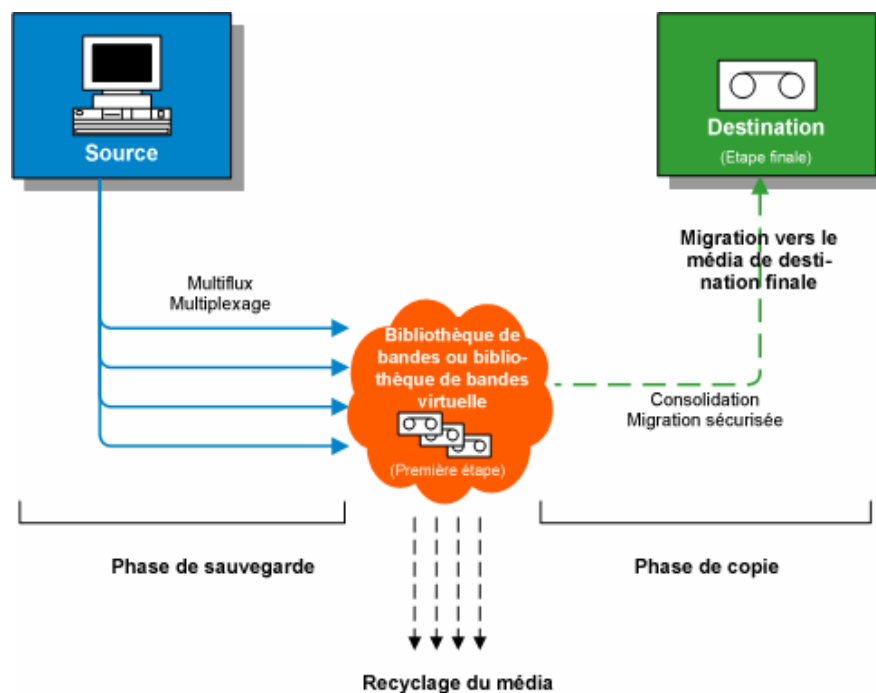 Source
Destination
(Etape finale)
Migration vers le
média de desti-
nation finale
Multiflux
Multiplexage
Bibliothèque de
bandes ou biblio-
thèque de bandes
virtuelle
(Première étape)
Consolidation
Migration sécurisée
Phase de sauvegarde
Phase de copie
Recyclage du média